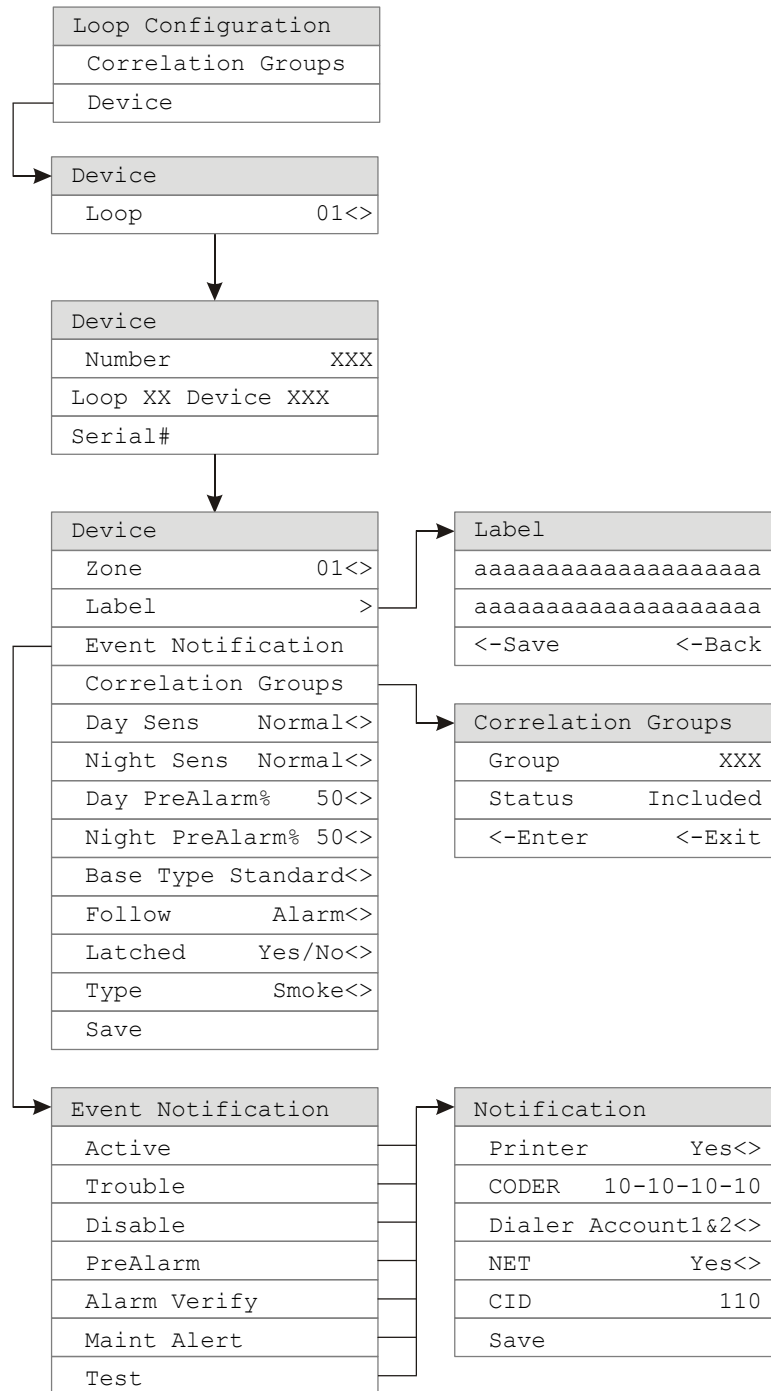 Loop Configuration
Correlation Groups
Device
Device
Loop 01<>
Device
Number XXX
Loop XX Device XXX
Serial#
Device
Zone 01<>
Label >
Event Notification
Correlation Groups
Day Sens Normal<>
Night Sens Normal<>
Day PreAlarm% 50<>
Night PreAlarm% 50<>
Base Type Standard<>
Follow Alarm<>
Latched Yes/No<>
Type Smoke<>
Save
Label
aaaaaaaaaaaaaaaaaaaa
aaaaaaaaaaaaaaaaaaaa
<-Save <-Back
Correlation Groups
Group XXX
Status Included
<-Enter <-Exit
Event Notification
Active
Trouble
Disable
PreAlarm
Alarm Verify
Maint Alert
Test
Notification
Printer Yes<>
CODER 10-10-10-10
Dialer Account1&2<>
NET Yes<>
CID 110
Save